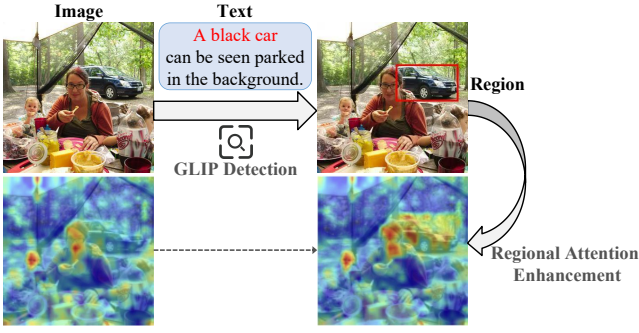 Image
Text
A black car
can be seen parked
in the background.
Region
GLIP Detection
Regional Attention
Enhancement